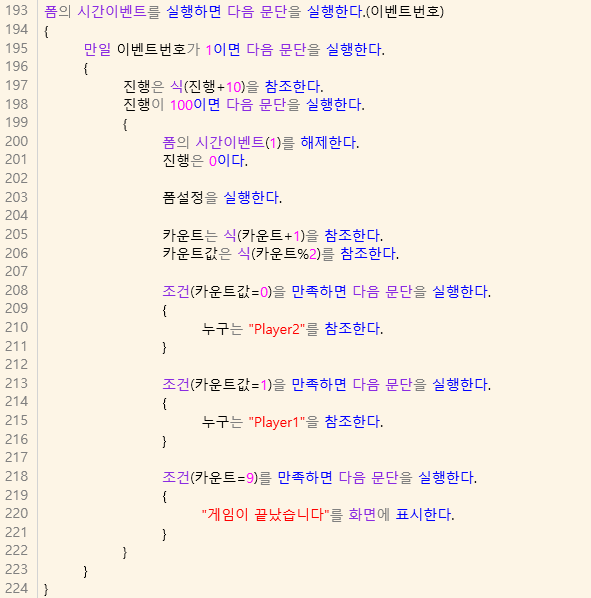 193 폼의 시간이벤트를 실행하면 다음 문단을 실행한다.(이벤트번호)
194 {
195 만일 이벤트번호가 1이면 다음 문단을 실행한다.
196 {
197 진행은 식(진행+10)을 참조한다.
198 진행이 100이면 다음 문단을 실행한다.
199 {
200 폼의 시간이벤트(1)를 해제한다.
201 진행은 0이다.
202
203 폼설정을 실행한다.
204
205 카운트는 식(카운트+1)을 참조한다.
206 카운트값은 식(카운트%2)를 참조한다.
207
208 조건(카운트값=0)을 만족하면 다음 문단을 실행한다.
209 {
210 누구는 "Player2"를 참조한다.
211 }
212
213 조건(카운트값=1)을 만족하면 다음 문단을 실행한다.
214 {
215 누구는 "Player1"을 참조한다.
216 }
217
218 조건(카운트=9)를 만족하면 다음 문단을 실행한다.
219 {
220 "게임이 끝났습니다"를 화면에 표시한다.
221 }
222 }
223 }
224 }